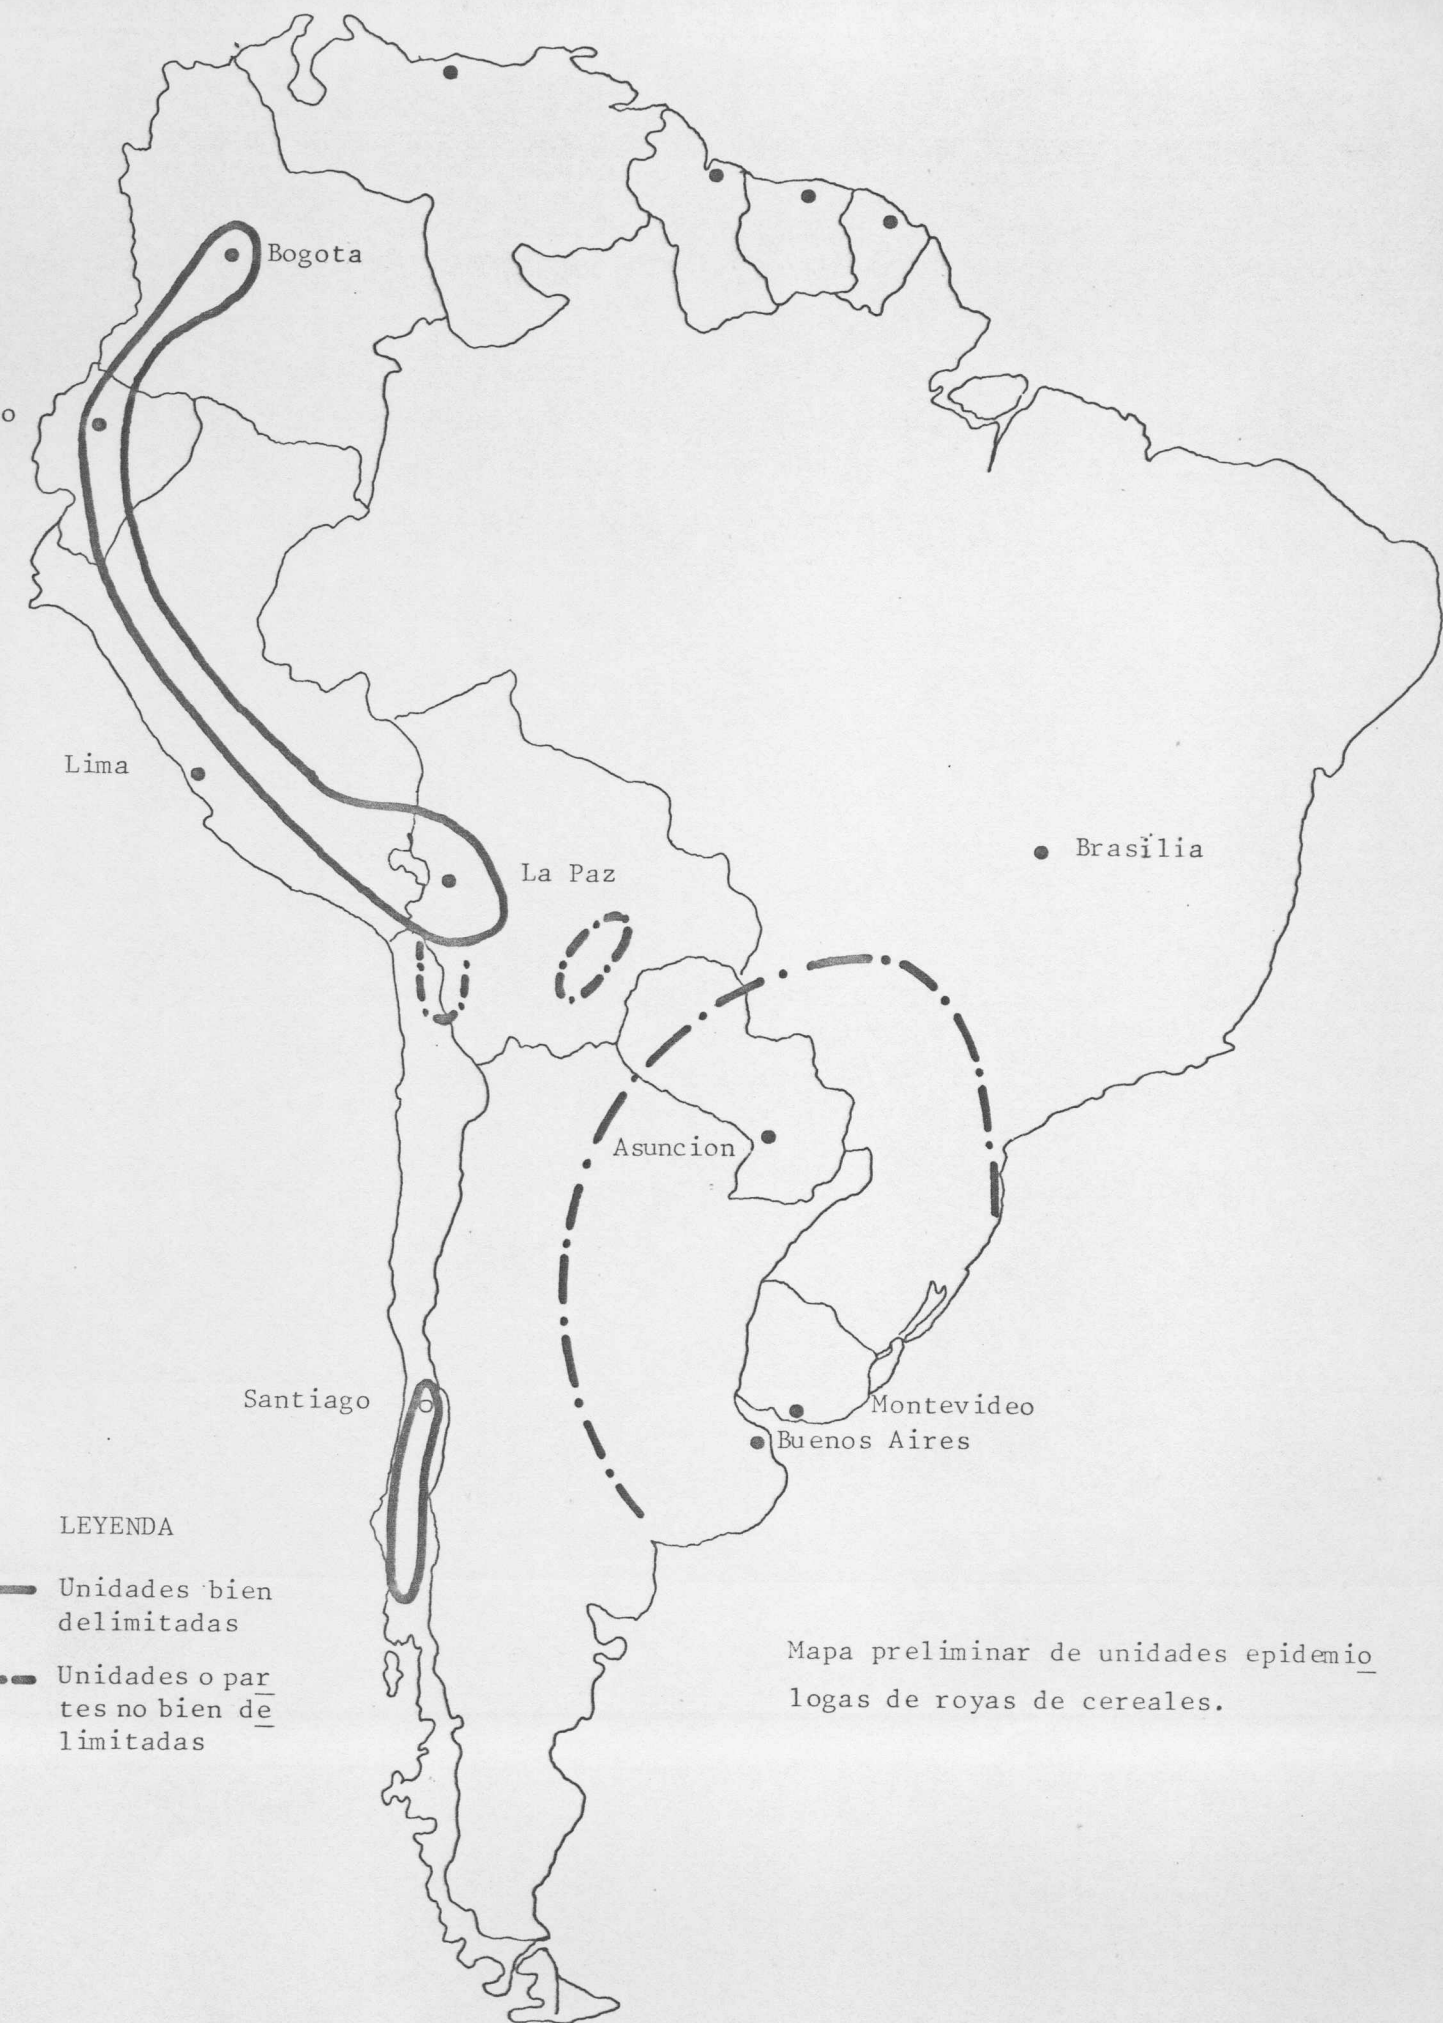 Bogota
o
Lima
La Paz
Brasilia
Asuncion
Santiago
Montevideo
Buenos Aires
LEYENDA
Unidades bien
delimitadas
Unidades o par
tes no bien de
limitadas
Mapa preliminar de unidades epidemio
logas de royas de cereales.